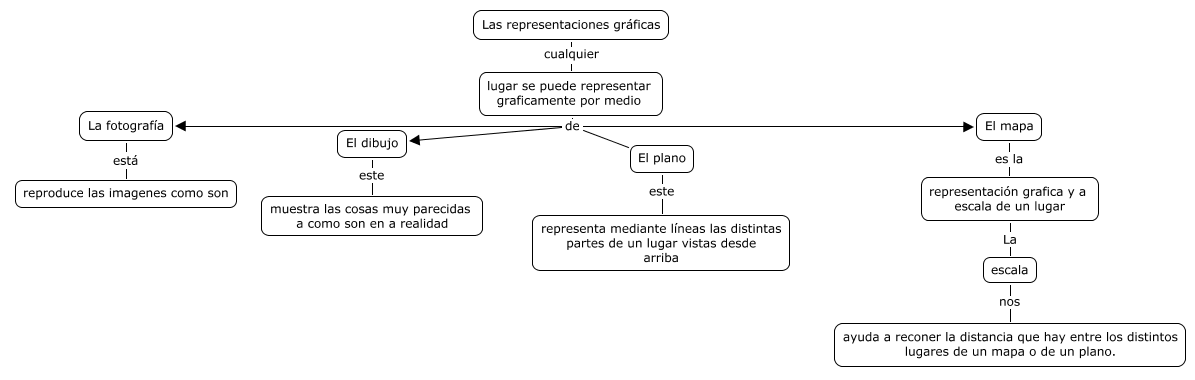 Las representaciones gráficas
cualquier
lugar se puede representar
graficamente por medio
de
La fotografía
está
reproduce las imagenes como son
El dibujo
este
muestra las cosas muy parecidas
a como son en a realidad
El plano
este
representa mediante líneas las distintas
partes de un lugar vistas desde
arriba
El mapa
es la
representación grafica y a
escala de un lugar
La
escala
nos
ayuda a reconer la distancia que hay entre los distintos
lugares de un mapa o de un plano.